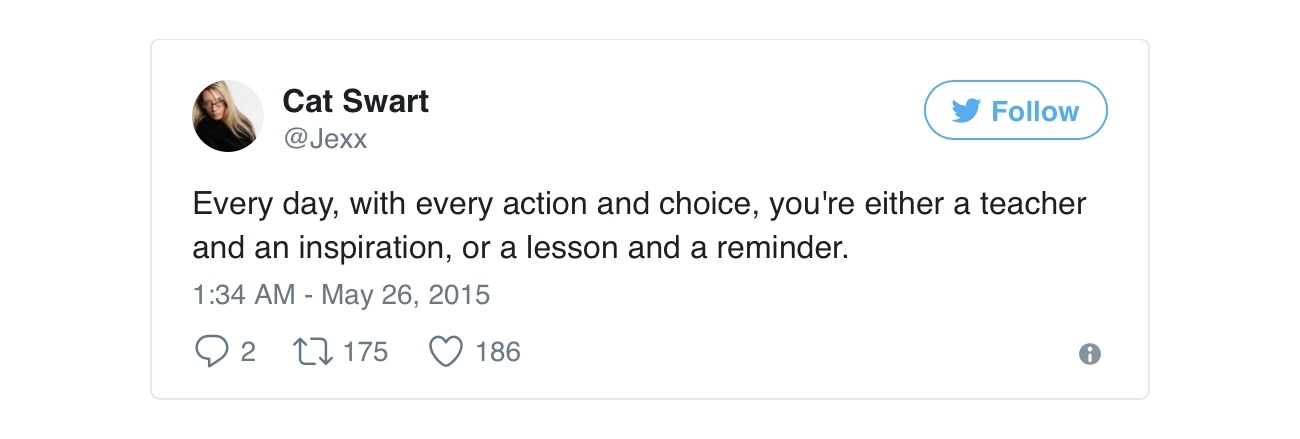 Cat Swart
@Jexx
Follow
Every day, with every action and choice, you're either a teacher
and an inspiration, or a lesson and a reminder.
1:34 AM - May 26, 2015
2 175 186